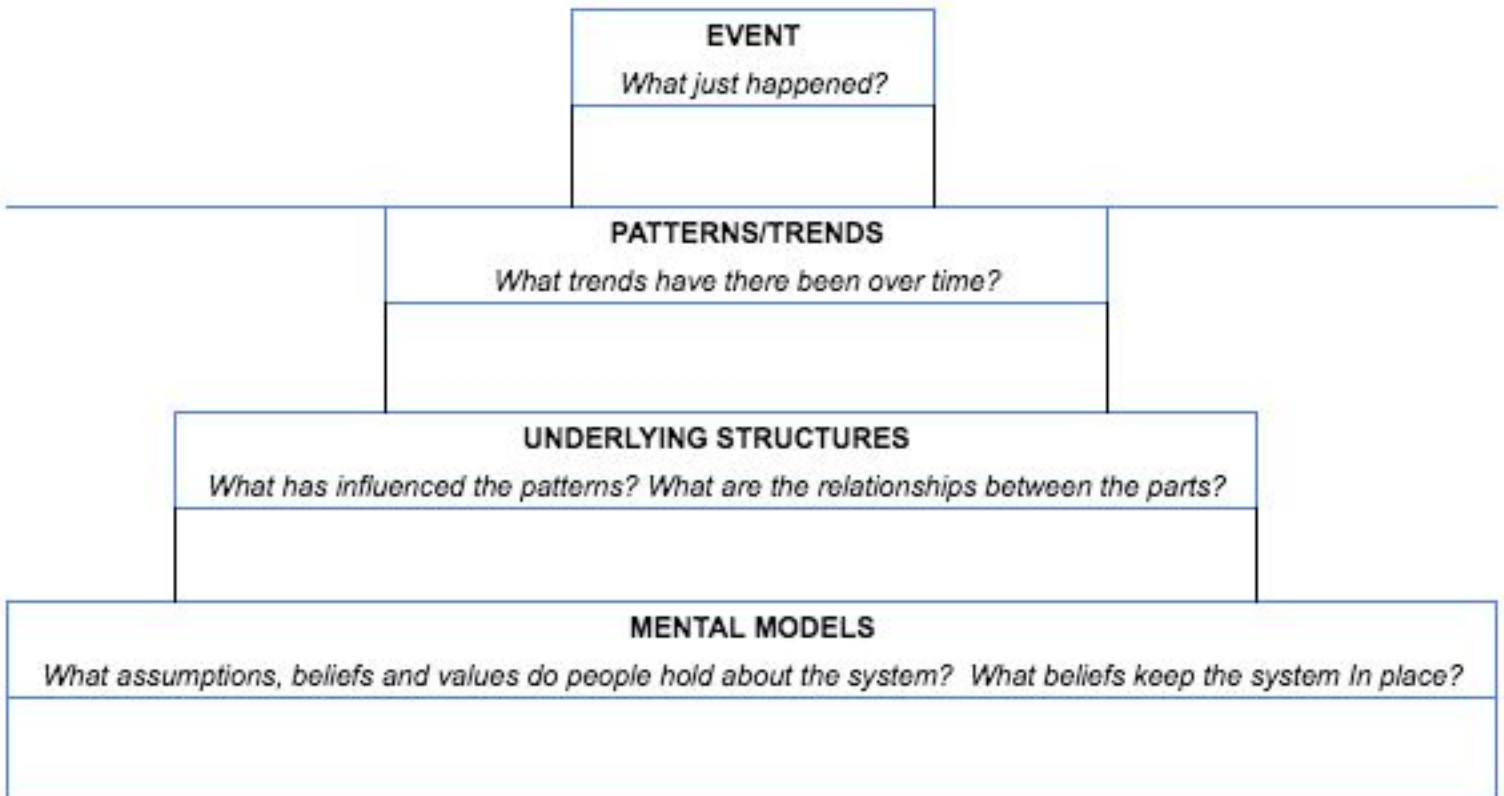 EVENT
What just happened?
PATTERNS/TRENDS
What trends have there been over time?
UNDERLYING STRUCTURES
What has influenced the patterns? What are the relationships between the parts?
MENTAL MODELS
What assumptions, beliefs and values do people hold about the system? What beliefs keep the system In place?